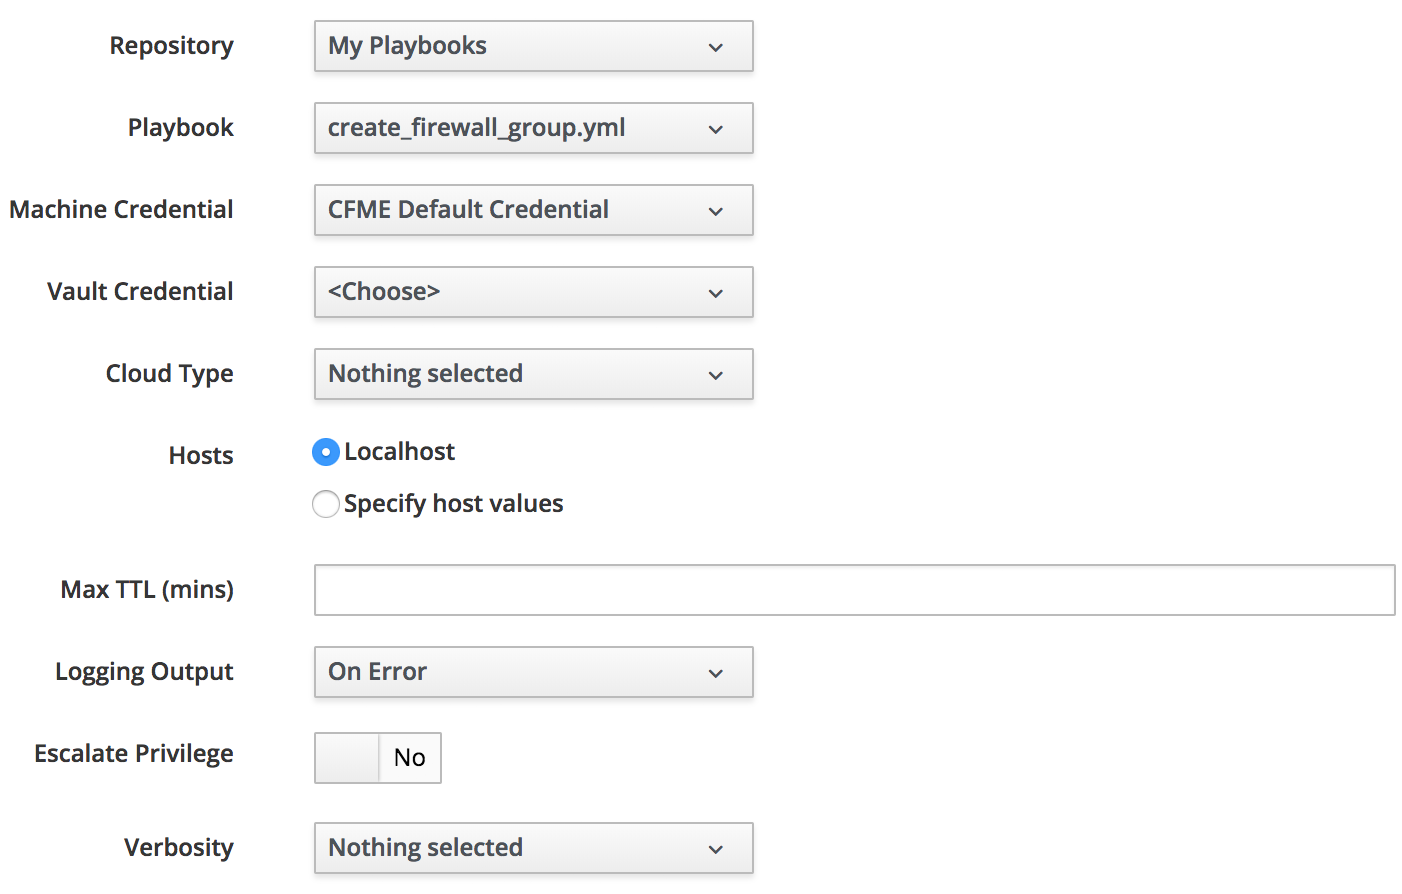 Repository My Playbooks
Playbook create_firewall_group.yml
Machine Credential CFME Default Credential
Vault Credential <Choose>
Cloud Type Nothing selected
Hosts Localhost
Specify host values
Max TTL (mins)
Logging Output On Error
Escalate Privilege No
Verbosity Nothing selected